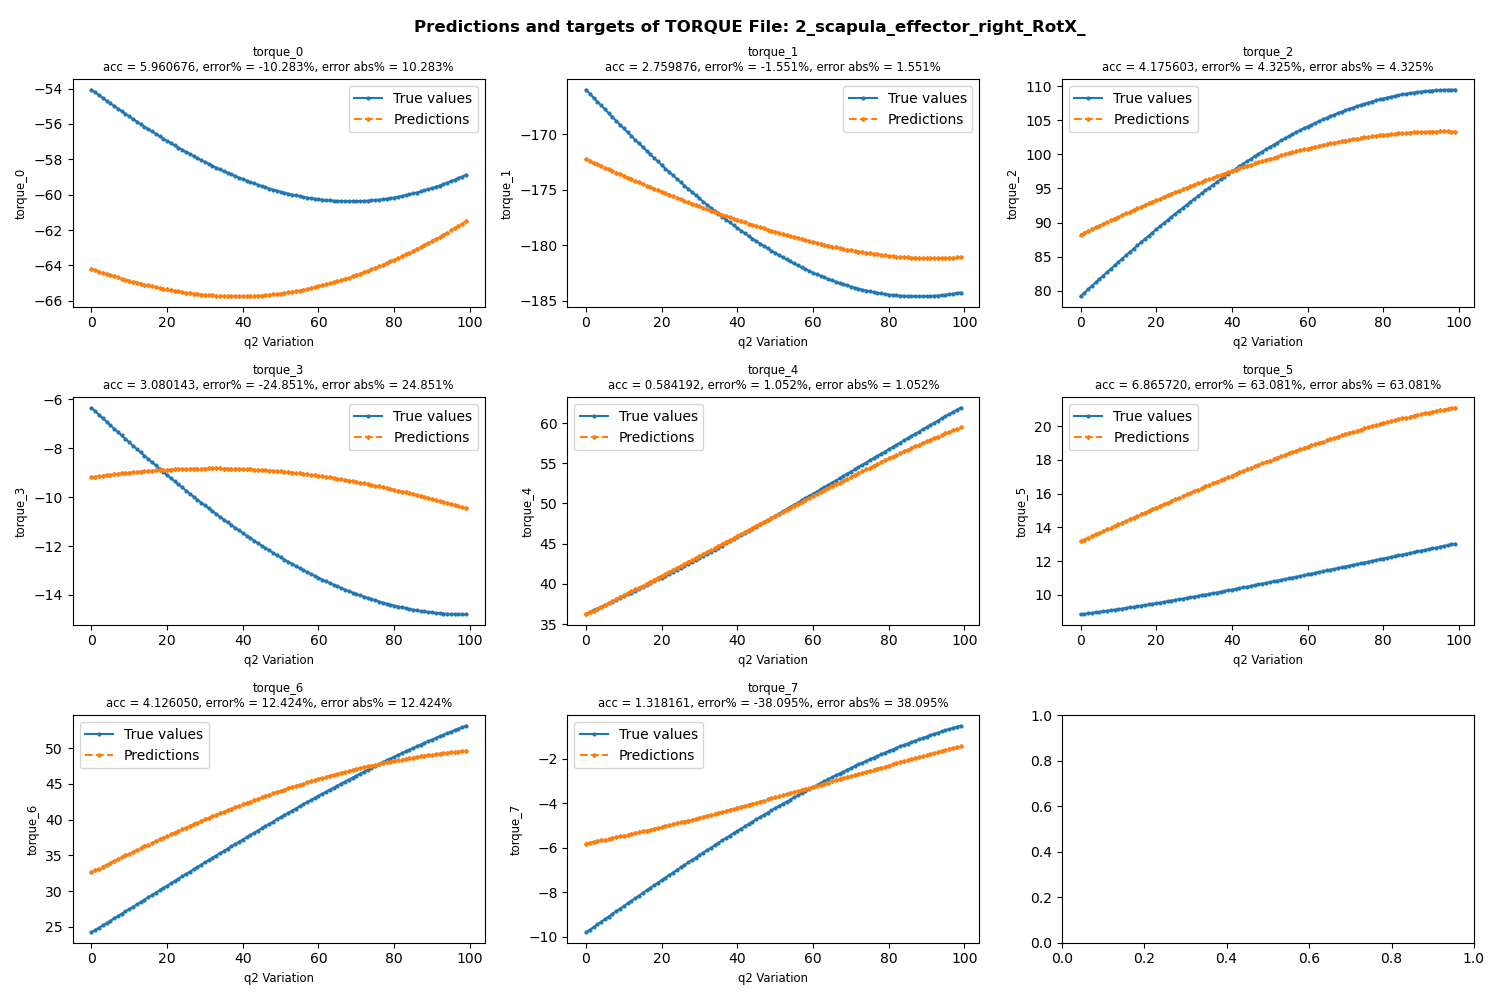 Predictions and targets of TORQUE File: 2_scapula_effector_right_RotX_
torque_0
acc = 5.960676, error% = -10.283%, error abs% = 10.283%
True values
Predictions
−54
−56
−58
−60
−62
−64
−66
torque_0
0 20 40 60 80 100
q2 Variation
torque_1
acc = 2.759876, error% = -1.551%, error abs% = 1.551%
True values
Predictions
−170
−175
−180
−185
torque_1
0 20 40 60 80 100
q2 Variation
torque_2
acc = 4.175603, error% = 4.325%, error abs% = 4.325%
True values
Predictions
110
105
100
95
90
85
80
torque_2
0 20 40 60 80 100
q2 Variation
torque_3
acc = 3.080143, error% = -24.851%, error abs% = 24.851%
True values
Predictions
−6
−8
−10
−12
−14
torque_3
0 20 40 60 80 100
q2 Variation
torque_4
acc = 0.584192, error% = 1.052%, error abs% = 1.052%
True values
Predictions
60
55
50
45
40
35
torque_4
0 20 40 60 80 100
q2 Variation
torque_5
acc = 6.865720, error% = 63.081%, error abs% = 63.081%
True values
Predictions
20
18
16
14
12
10
torque_5
0 20 40 60 80 100
q2 Variation
torque_6
acc = 4.126050, error% = 12.424%, error abs% = 12.424%
True values
Predictions
50
45
40
35
30
25
torque_6
0 20 40 60 80 100
q2 Variation
torque_7
acc = 1.318161, error% = -38.095%, error abs% = 38.095%
True values
Predictions
−2
−4
−6
−8
−10
torque_7
0 20 40 60 80 100
q2 Variation
1.0
0.8
0.6
0.4
0.2
0.0
0.0 0.2 0.4 0.6 0.8 1.0